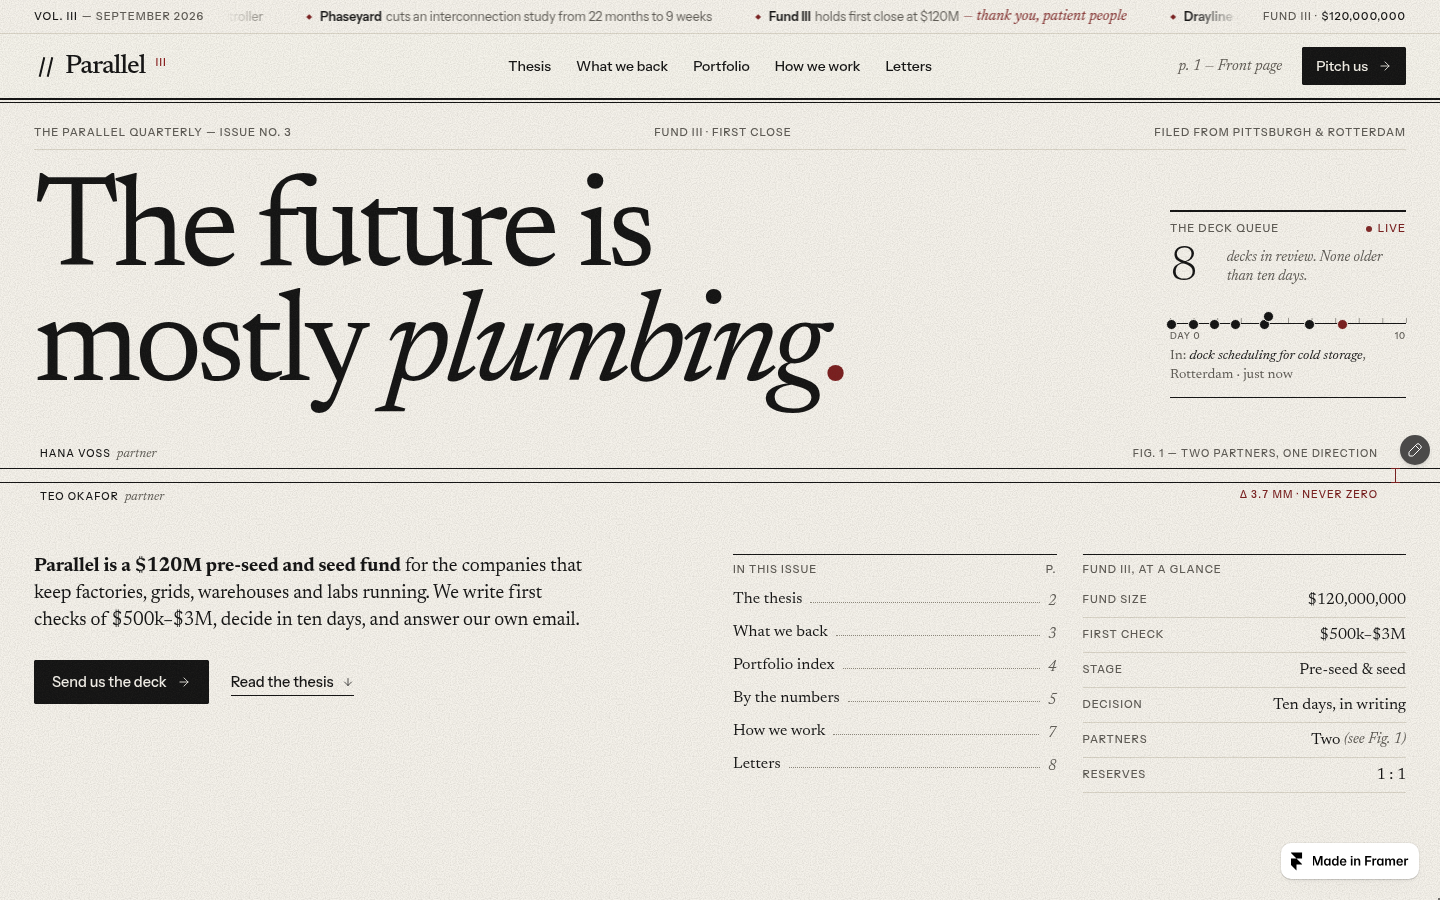 VOL. III — SEPTEMBER 2026
Phaseyard cuts an interconnection study from 22 months to 9 weeks
Fund III holds first close at $120M — thank you, patient people
Drayline
FUND III · $120,000,000
// Parallel III
Thesis What we back Portfolio How we work Letters
p. 1 — Front page
Pitch us →
THE PARALLEL QUARTERLY — ISSUE NO. 3
FUND III · FIRST CLOSE
FILED FROM PITTSBURGH & ROTTERDAM
The future is
mostly plumbing.
THE DECK QUEUE
LIVE
8
decks in review. None older
than ten days.
DAY 0
10
In: dock scheduling for cold storage,
Rotterdam · just now
HANA VOSS partner
FIG. 1 — TWO PARTNERS, ONE DIRECTION
TEO OKAFOR partner
Δ 3.7 MM · NEVER ZERO
Parallel is a $120M pre-seed and seed fund for the companies that
keep factories, grids, warehouses and labs running. We write first
checks of $500k–$3M, decide in ten days, and answer our own email.
Send us the deck →
Read the thesis ↓
IN THIS ISSUE P.
The thesis 2
What we back 3
Portfolio index 4
By the numbers 5
How we work 7
Letters 8
FUND III, AT A GLANCE
FUND SIZE $120,000,000
FIRST CHECK $500k–$3M
STAGE Pre-seed & seed
DECISION Ten days, in writing
PARTNERS Two (see Fig. 1)
RESERVES 1 : 1
Made in Framer